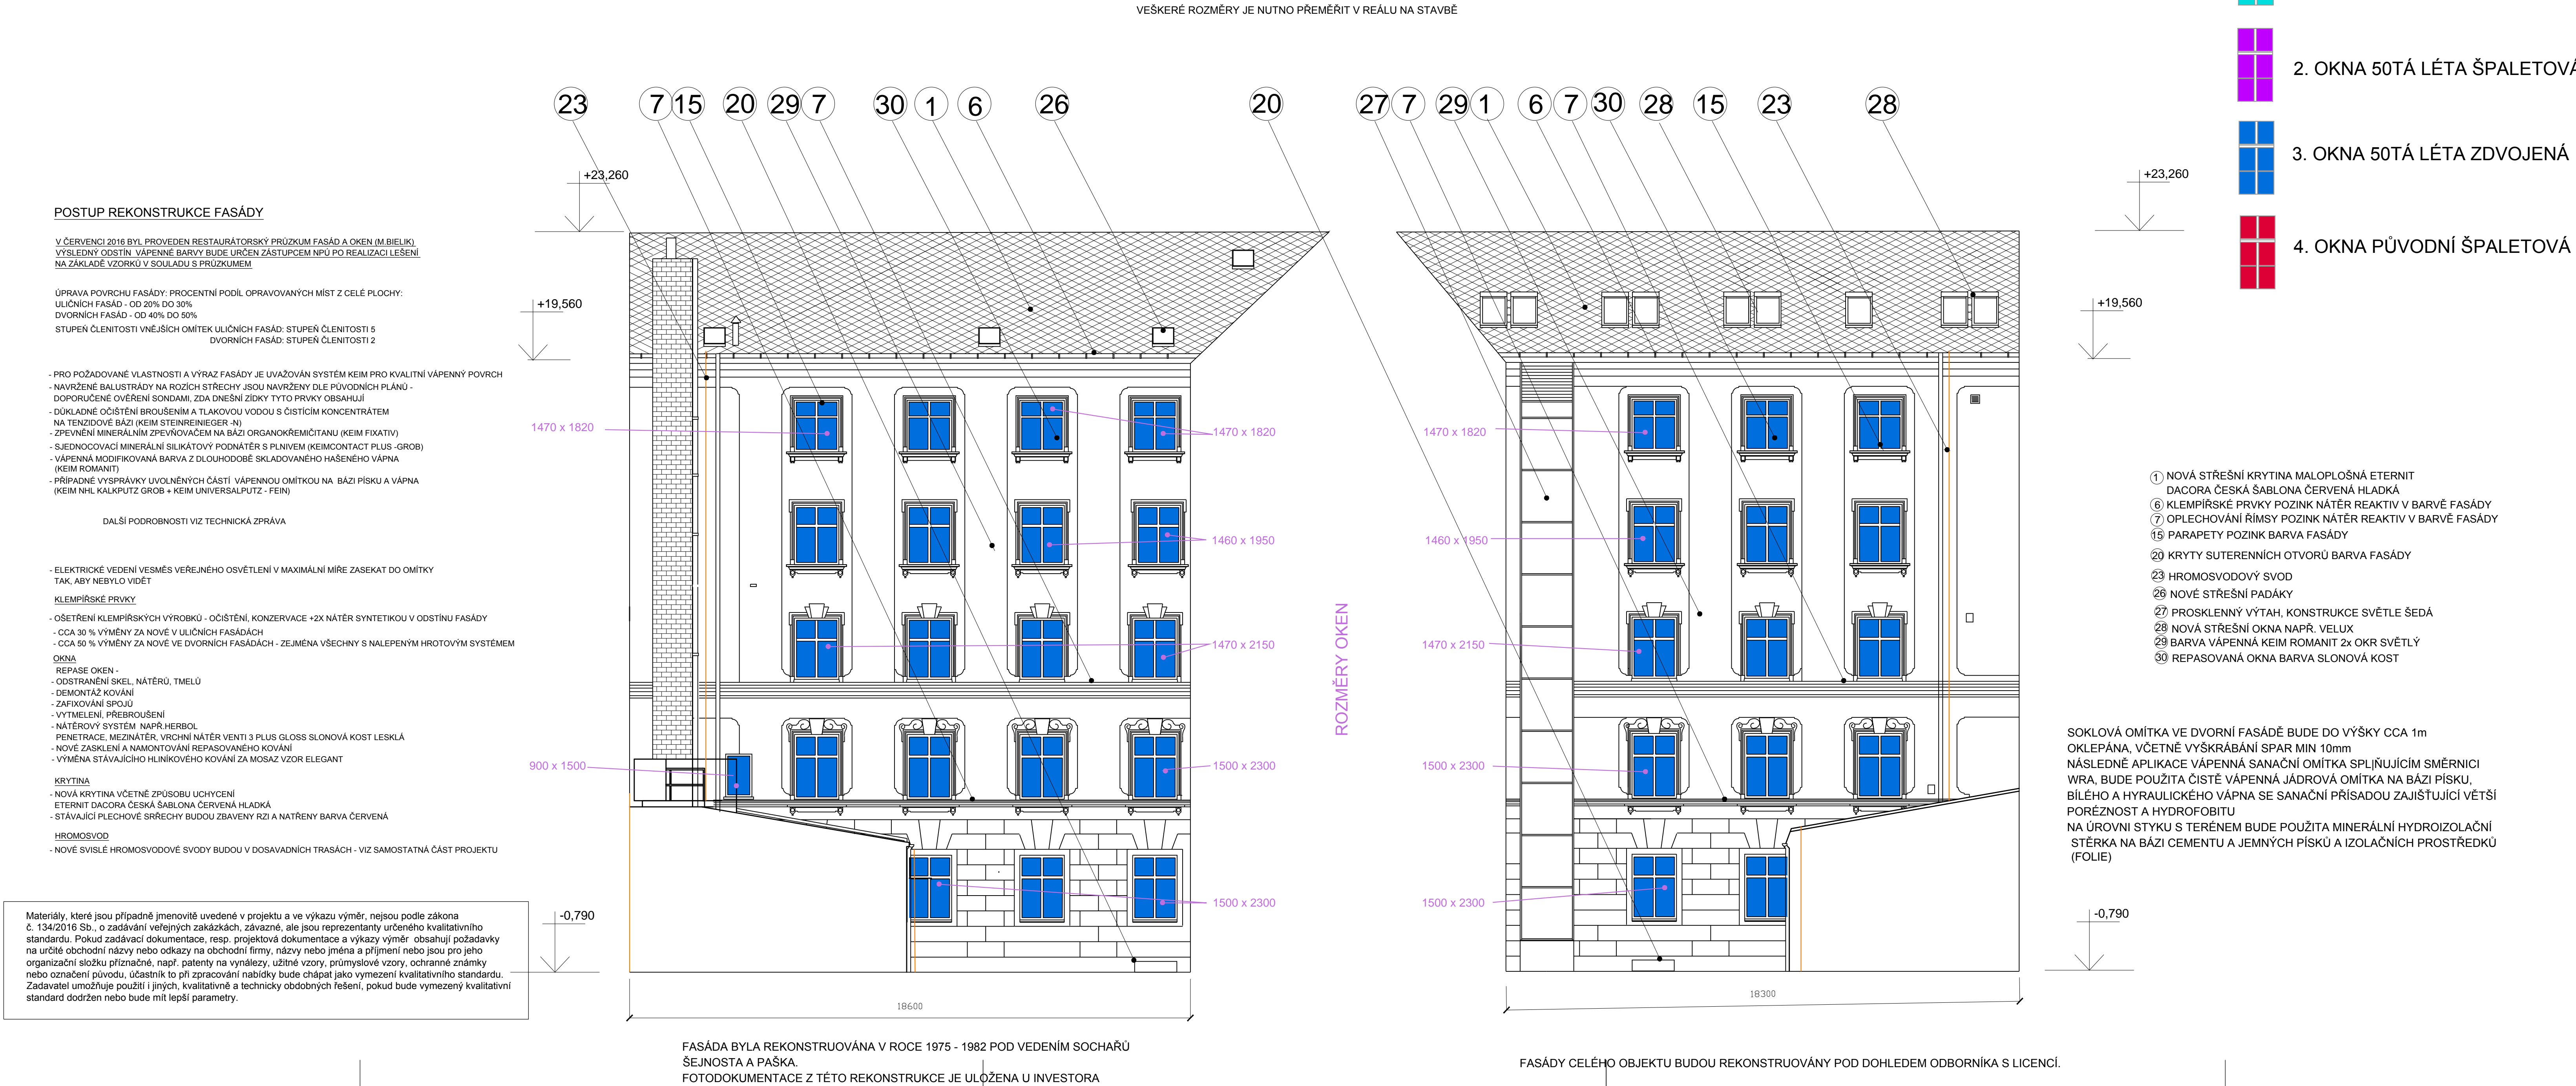 VEŠKERÉ ROZMĚRY JE NUTNO PŘEMĚŘIT V REÁLU NA STAVBĚ
2. OKNA 50TÁ LÉTA ŠPALETOVÁ
3. OKNA 50TÁ LÉTA ZDVOJENÁ
4. OKNA PŮVODNÍ ŠPALETOVÁ
23 7 15 20 29 7 30 1 6 26 20 27 7 29 1 6 7 30 28 15 23 28
+23,260
+19,560
-0,790
+23,260
+19,560
-0,790
POSTUP REKONSTRUKCE FASÁDY
V ČERVENCI 2016 BYL PROVEDEN RESTAURÁTORSKÝ PRŮZKUM FASÁD A OKEN (M.BIELIK)
VÝSLEDNÝ ODSTÍN VÁPENNÉ BARVY BUDE URČEN ZÁSTUPCEM NPÚ PO REALIZACI LEŠENÍ
NA ZÁKLADĚ VZORKŮ V SOULADU S PRŮZKUMEM
ÚPRAVA POVRCHU FASÁDY: PROCENTNÍ PODÍL OPRAVOVANÝCH MÍST Z CELÉ PLOCHY:
ULIČNÍCH FASÁD - OD 20% DO 30%
DVORNÍCH FASÁD - OD 40% DO 50%
STUPEŇ ČLENITOSTI VNĚJŠÍCH OMÍTEK ULIČNÍCH FASÁD: STUPEŇ ČLENITOSTI 5
DVORNÍCH FASÁD: STUPEŇ ČLENITOSTI 2
- PRO POŽADOVANÉ VLASTNOSTI A VÝRAZ FASÁDY JE UVAŽOVÁN SYSTÉM KEIM PRO KVALITNÍ VÁPENNÝ POVRCH
- NAVRŽENÉ BALUSTRÁDY NA ROZÍCH STŘECHY JSOU NAVRŽENY DLE PŮVODNÍCH PLÁNŮ -
DOPORUČENÉ OVĚŘENÍ SONDAMI, ZDA DNEŠNÍ ZÍDKY TYTO PRVKY OBSAHUJÍ
- DŮKLADNÉ OČIŠTĚNÍ BROUŠENÍM A TLAKOVOU VODOU S ČISTÍCÍM KONCENTRÁTEM
NA TENZIDOVÉ BÁZI (KEIM STEINREINIEGER -N)
- ZPEVNĚNÍ MINERÁLNÍM ZPEVŇOVAČEM NA BÁZI ORGANOKŘEMIČITANU (KEIM FIXATIV)
- SJEDNOCOVACÍ MINERÁLNÍ SILIKÁTOVÝ PODNÁTĚR S PLNIVEM (KEIMCONTACT PLUS -GROB)
- VÁPENNÁ MODIFIKOVANÁ BARVA Z DLOUHODOBĚ SKLADOVANÉHO HAŠENÉHO VÁPNA
(KEIM ROMANIT)
- PŘÍPADNÉ VYSPRÁVKY UVOLNĚNÝCH ČÁSTÍ VÁPENNOU OMÍTKOU NA BÁZI PÍSKU A VÁPNA
(KEIM NHL KALKPUTZ GROB + KEIM UNIVERSALPUTZ - FEIN)
DALŠÍ PODROBNOSTI VIZ TECHNICKÁ ZPRÁVA
- ELEKTRICKÉ VEDENÍ VESMĚS VEŘEJNÉHO OSVĚTLENÍ V MAXIMÁLNÍ MÍŘE ZASEKAT DO OMÍTKY
TAK, ABY NEBYLO VIDĚT
KLEMPÍŘSKÉ PRVKY
- OŠETŘENÍ KLEMPÍŘSKÝCH VÝROBKŮ - OČIŠTĚNÍ, KONZERVACE +2X NÁTĚR SYNTETIKOU V ODSTÍNU FASÁDY
- CCA 30 % VÝMĚNY ZA NOVÉ V ULIČNÍCH FASÁDÁCH
- CCA 50 % VÝMĚNY ZA NOVÉ VE DVORNÍCH FASÁDÁCH - ZEJMÉNA VŠECHNY S NALEPENÝM HROTOVÝM SYSTÉMEM
OKNA
REPASE OKEN -
- ODSTRANĚNÍ SKEL, NÁTĚRŮ, TMELŮ
- DEMONTÁŽ KOVÁNÍ
- ZAFIXOVÁNÍ SPOJŮ
- VYTMELENÍ, PŘEBROUŠENÍ
- NÁTĚROVÝ SYSTÉM NAPŘ.HERBOL
PENETRACE, MEZINÁTĚR, VRCHNÍ NÁTĚR VENTI 3 PLUS GLOSS SLONOVÁ KOST LESKLÁ
- NOVÉ ZASKLENÍ A NAMONTOVÁNÍ REPASOVANÉHO KOVÁNÍ
- VÝMĚNA STÁVAJÍCÍHO HLINÍKOVÉHO KOVÁNÍ ZA MOSAZ VZOR ELEGANT
KRYTINA
- NOVÁ KRYTINA VČETNĚ ZPŮSOBU UCHYCENÍ
ETERNIT DACORA ČESKÁ ŠABLONA ČERVENÁ HLADKÁ
- STÁVAJÍCÍ PLECHOVÉ SRŘECHY BUDOU ZBAVENY RZI A NATŘENY BARVA ČERVENÁ
HROMOSVOD
- NOVÉ SVISLÉ HROMOSVODOVÉ SVODY BUDOU V DOSAVADNÍCH TRASÁCH - VIZ SAMOSTATNÁ ČÁST PROJEKTU
Materiály, které jsou případně jmenovitě uvedené v projektu a ve výkazu výměr, nejsou podle zákona
č. 134/2016 Sb., o zadávání veřejných zakázkách, závazné, ale jsou reprezentanty určeného kvalitativního
standardu. Pokud zadávací dokumentace, resp. projektová dokumentace a výkazy výměr obsahují požadavky
na určité obchodní názvy nebo odkazy na obchodní firmy, názvy nebo jména a příjmení nebo jsou pro jeho
organizační složku příznačné, např. patenty na vynálezy, užitné vzory, průmyslové vzory, ochranné známky
nebo označení původu, účastník to při zpracování nabídky bude chápat jako vymezení kvalitativního standardu.
Zadavatel umožňuje použití i jiných, kvalitativně a technicky obdobných řešení, pokud bude vymezený kvalitativní
standard dodržen nebo bude mít lepší parametry.
1470 x 1820
900 x 1500
1470 x 1820
1460 x 1950
1470 x 2150
1500 x 2300
1500 x 2300
ROZMĚRY OKEN
1470 x 1820
1460 x 1950
1470 x 2150
1500 x 2300
1500 x 2300
18600
18300
1 NOVÁ STŘEŠNÍ KRYTINA MALOPLOŠNÁ ETERNIT
DACORA ČESKÁ ŠABLONA ČERVENÁ HLADKÁ
6 KLEMPÍŘSKÉ PRVKY POZINK NÁTĚR REAKTIV V BARVĚ FASÁDY
7 OPLECHOVÁNÍ ŘÍMSY POZINK NÁTĚR REAKTIV V BARVĚ FASÁDY
15 PARAPETY POZINK BARVA FASÁDY
20 KRYTY SUTERENNÍCH OTVORŮ BARVA FASÁDY
23 HROMOSVODOVÝ SVOD
26 NOVÉ STŘEŠNÍ PADÁKY
27 PROSKLENNÝ VÝTAH, KONSTRUKCE SVĚTLE ŠEDÁ
28 NOVÁ STŘEŠNÍ OKNA NAPŘ. VELUX
29 BARVA VÁPENNÁ KEIM ROMANIT 2x OKR SVĚTLÝ
30 REPASOVANÁ OKNA BARVA SLONOVÁ KOST
SOKLOVÁ OMÍTKA VE DVORNÍ FASÁDĚ BUDE DO VÝŠKY CCA 1m
OKLEPÁNA, VČETNĚ VYŠKRÁBÁNÍ SPAR MIN 10mm
NÁSLEDNĚ APLIKACE VÁPENNÁ SANAČNÍ OMÍTKA SPL|ŇUJÍCÍM SMĚRNICI
WRA, BUDE POUŽITA ČISTĚ VÁPENNÁ JÁDROVÁ OMÍTKA NA BÁZI PÍSKU,
BÍLÉHO A HYRAULICKÉHO VÁPNA SE SANAČNÍ PŘÍSADOU ZAJIŠŤUJÍCÍ VĚTŠÍ
PORÉZNOST A HYDROFOBITU
NA ÚROVNI STYKU S TERÉNEM BUDE POUŽITA MINERÁLNÍ HYDROIZOLAČNÍ
STĚRKA NA BÁZI CEMENTU A JEMNÝCH PÍSKŮ A IZOLAČNÍCH PROSTŘEDKŮ
(FOLIE)
FASÁDA BYLA REKONSTRUOVÁNA V ROCE 1975 - 1982 POD VEDENÍM SOCHAŘŮ
ŠEJNOSTA A PAŠKA.
FOTODOKUMENTACE Z TÉTO REKONSTRUKCE JE ULOŽENA U INVESTORA
FASÁDY CELÉHO OBJEKTU BUDOU REKONSTRUOVÁNY POD DOHLEDEM ODBORNÍKA S LICENCÍ.